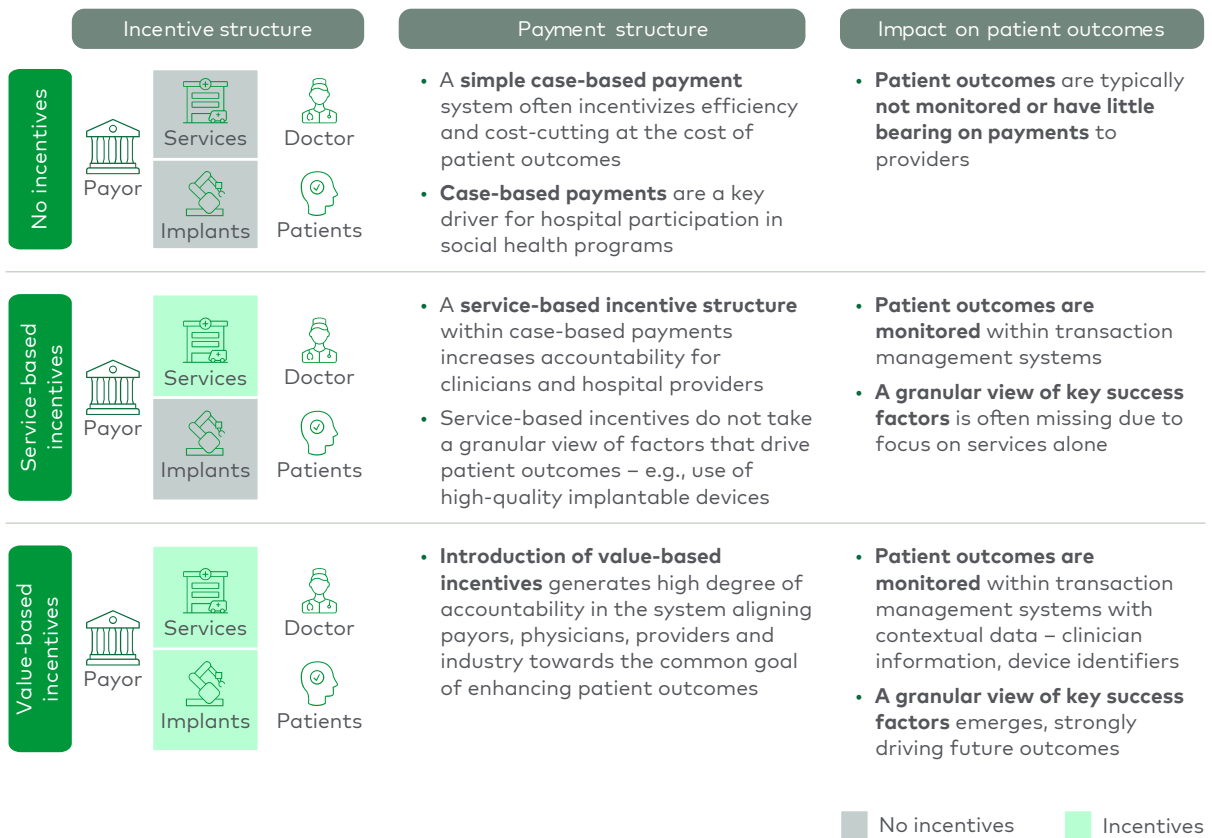 Incentive structure
Payment structure
Impact on patient outcomes
No incentives
Payor
Services
Doctor
Implants
Patients
• A simple case-based payment
system often incentivizes efficiency
and cost-cutting at the cost of
patient outcomes
• Case-based payments are a key
driver for hospital participation in
social health programs
• Patient outcomes are typically
not monitored or have little
bearing on payments to
providers
Service-based
incentives
Payor
Services
Doctor
Implants
Patients
• A service-based incentive structure
within case-based payments
increases accountability for
clinicians and hospital providers
• Service-based incentives do not take
a granular view of factors that drive
patient outcomes – e.g., use of
high-quality implantable devices
• Patient outcomes are
monitored within transaction
management systems
• A granular view of key success
factors is often missing due to
focus on services alone
Value-based
incentives
Payor
Services
Doctor
Implants
Patients
• Introduction of value-based
incentives generates high degree of
accountability in the system aligning
payors, physicians, providers and
industry towards the common goal
of enhancing patient outcomes
• Patient outcomes are
monitored within transaction
management systems with
contextual data – clinician
information, device identifiers
• A granular view of key success
factors emerges, strongly
driving future outcomes
No incentives
Incentives